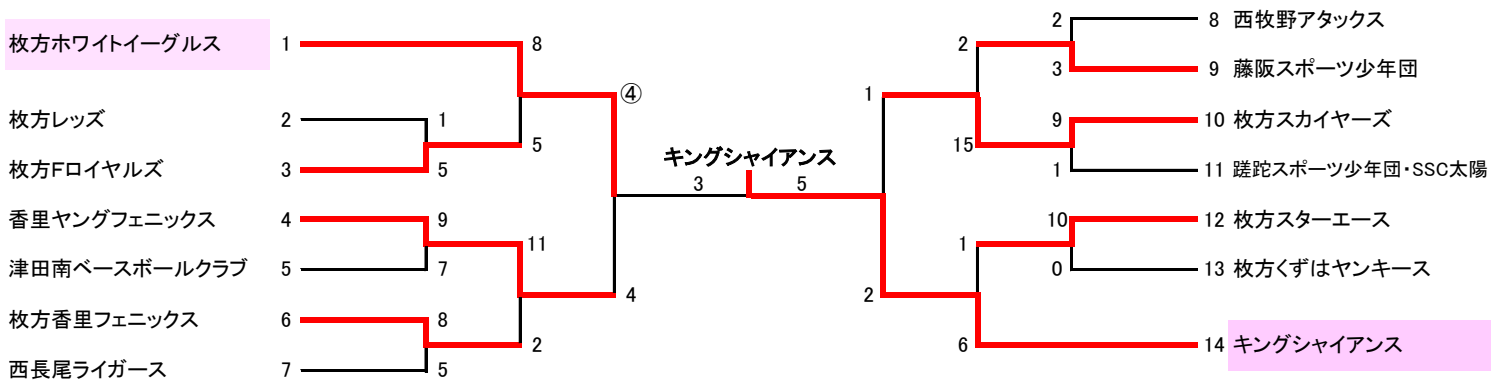 枚方ホワイトイーグルス 1 8
枚方レッズ 2 1
枚方Fロイヤルズ 3 5 5
④
香里ヤングフェニックス 4 9
津田南ベースボールクラブ 5 7 11
枚方香里フェニックス 6 8
西長尾ライガース 7 5 2
4
キングシャイアンス
3 5
2 8 西牧野アタックス
3 9 藤阪スポーツ少年団
2
9 10 枚方スカイヤーズ
1 11 蹉跎スポーツ少年団・SSC太陽
15
1
10 12 枚方スターエース
0 13 枚方くずはヤンキース
1
6 14 キングシャイアンス
2